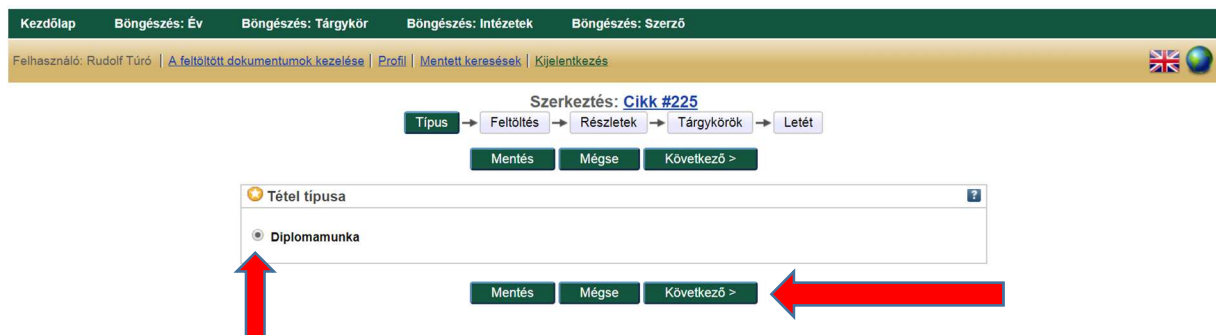 Kezdőlap Böngészés: Év Böngészés: Tárgykör Böngészés: Intézetek Böngészés: Szerző
Felhasználó: Rudolf Túró | A feltöltött dokumentumok kezelése | Profil | Mentett keresések | Kijelentkezés
Szerkeztés: Cikk #225
Típus Feltöltés Részletek Tárgykörök Letét
Mentés Mégse Következő >
Tétel típusa ?
Diplomamunka
Mentés Mégse Következő >